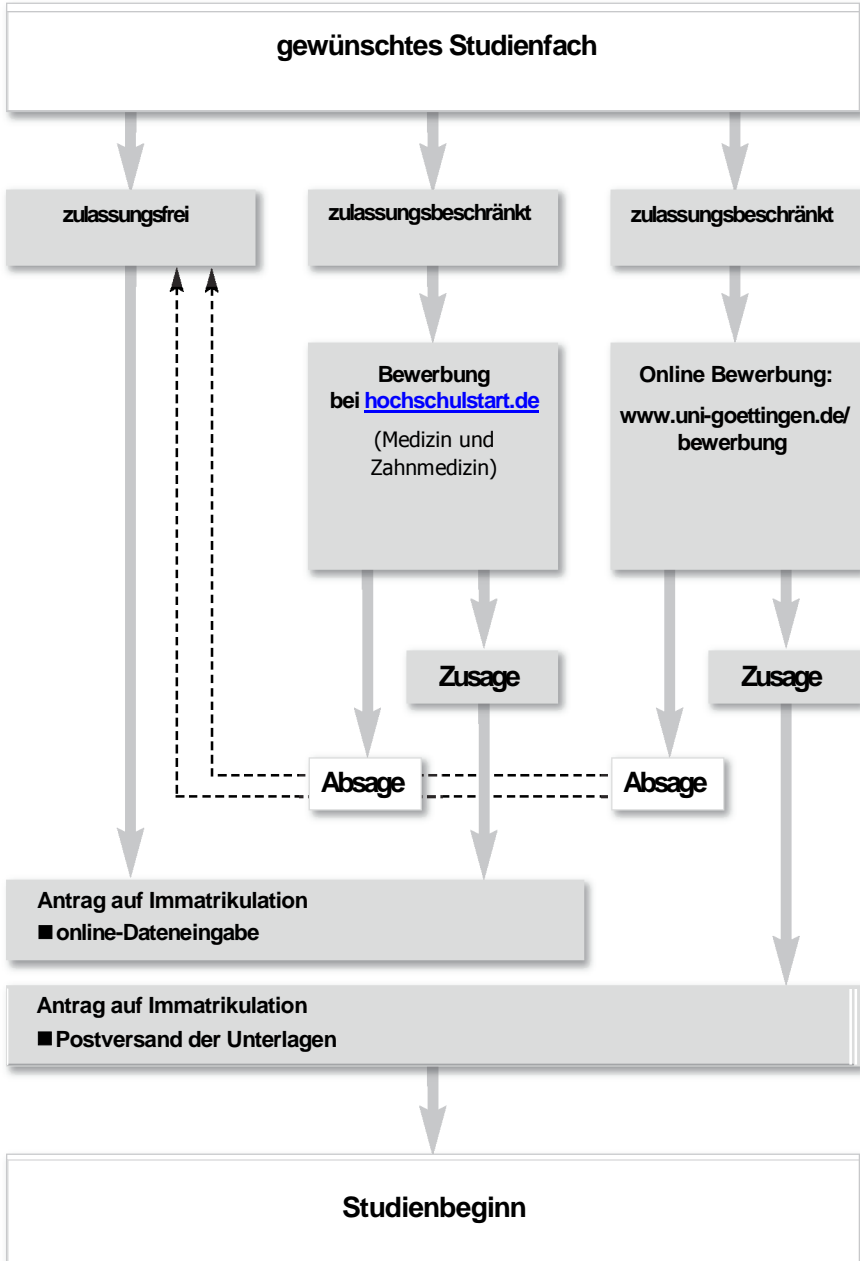 gewünschtes Studienfach
zulassungsfrei
zulassungsbeschränkt
zulassungsbeschränkt
Bewerbung
bei hochschulstart.de
(Medizin und
Zahnmedizin)
Online Bewerbung:
www.uni-goettingen.de/
bewerbung
Zusage
Zusage
Absage
Absage
Antrag auf Immatrikulation
■ online-Dateneingabe
Antrag auf Immatrikulation
■ Postversand der Unterlagen
Studienbeginn